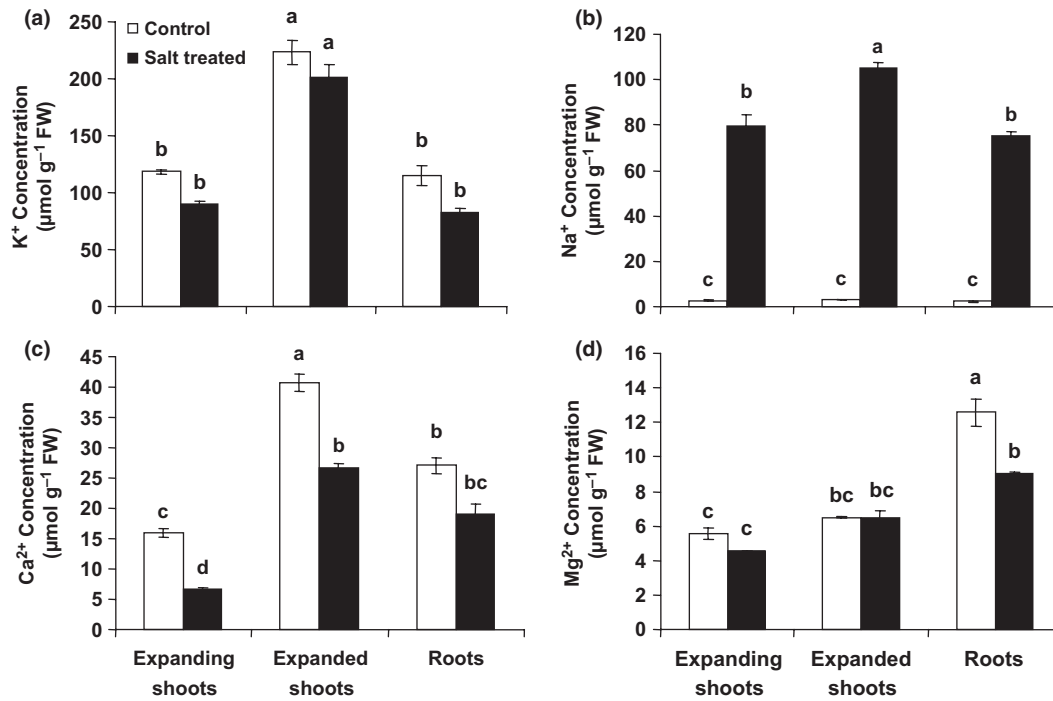 (a)
Control
Salt treated
K⁺ Concentration
(µmol g⁻¹ FW)
250
200
150
100
50
0
b
b
a
a
b
b
(b)
Na⁺ Concentration
(µmol g⁻¹ FW)
120
100
80
60
40
20
0
c
b
c
a
c
b
(c)
Ca²⁺ Concentration
(µmol g⁻¹ FW)
45
40
35
30
25
20
15
10
5
0
c
d
a
b
b
bc
Expanding
shoots
Expanded
shoots
Roots
(d)
Mg²⁺ Concentration
(µmol g⁻¹ FW)
16
14
12
10
8
6
4
2
0
c
c
bc
bc
a
b
Expanding
shoots
Expanded
shoots
Roots